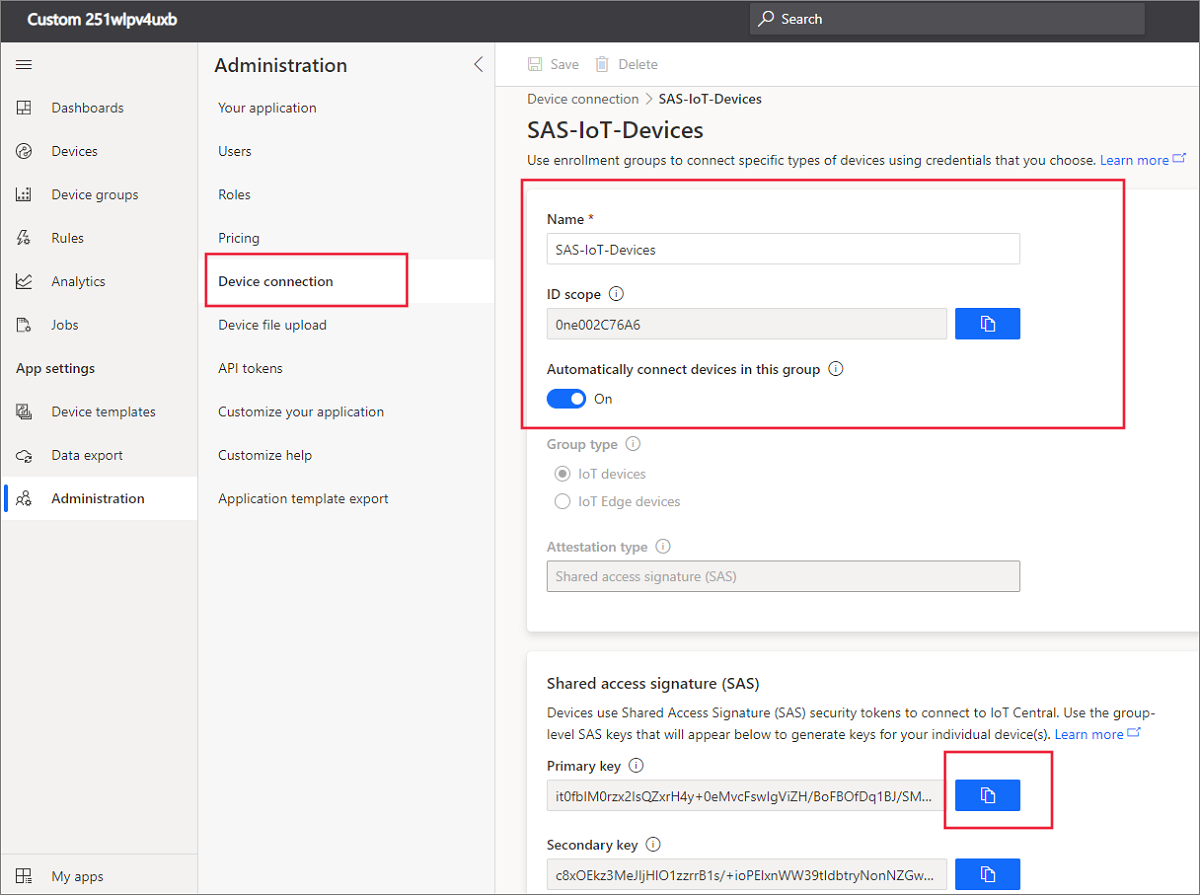 Custom 251wlpv4uxb
Search
Dashboards
Devices
Device groups
Rules
Analytics
Jobs
App settings
Device templates
Data export
Administration
My apps
Administration
Your application
Users
Roles
Pricing
Device connection
Device file upload
API tokens
Customize your application
Customize help
Application template export
Save
Delete
Device connection > SAS-IoT-Devices
SAS-IoT-Devices
Use enrollment groups to connect specific types of devices using credentials that you choose. Learn more
Name *
SAS-IoT-Devices
ID scope
0ne002C76A6
Automatically connect devices in this group
On
Group type
IoT devices
IoT Edge devices
Attestation type
Shared access signature (SAS)
Shared access signature (SAS)
Devices use Shared Access Signature (SAS) security tokens to connect to IoT Central. Use the group-
level SAS keys that will appear below to generate keys for your individual device(s). Learn more
Primary key
it0fbIM0rzx2lsQZxrH4y+0eMvcFswIgViZH/BoFBOfDq1BJ/SM...
Secondary key
c8xOEkz3MeJIjHIO1zzrrB1s/+ioPElxnWW39tIdbtryNonNZGw...